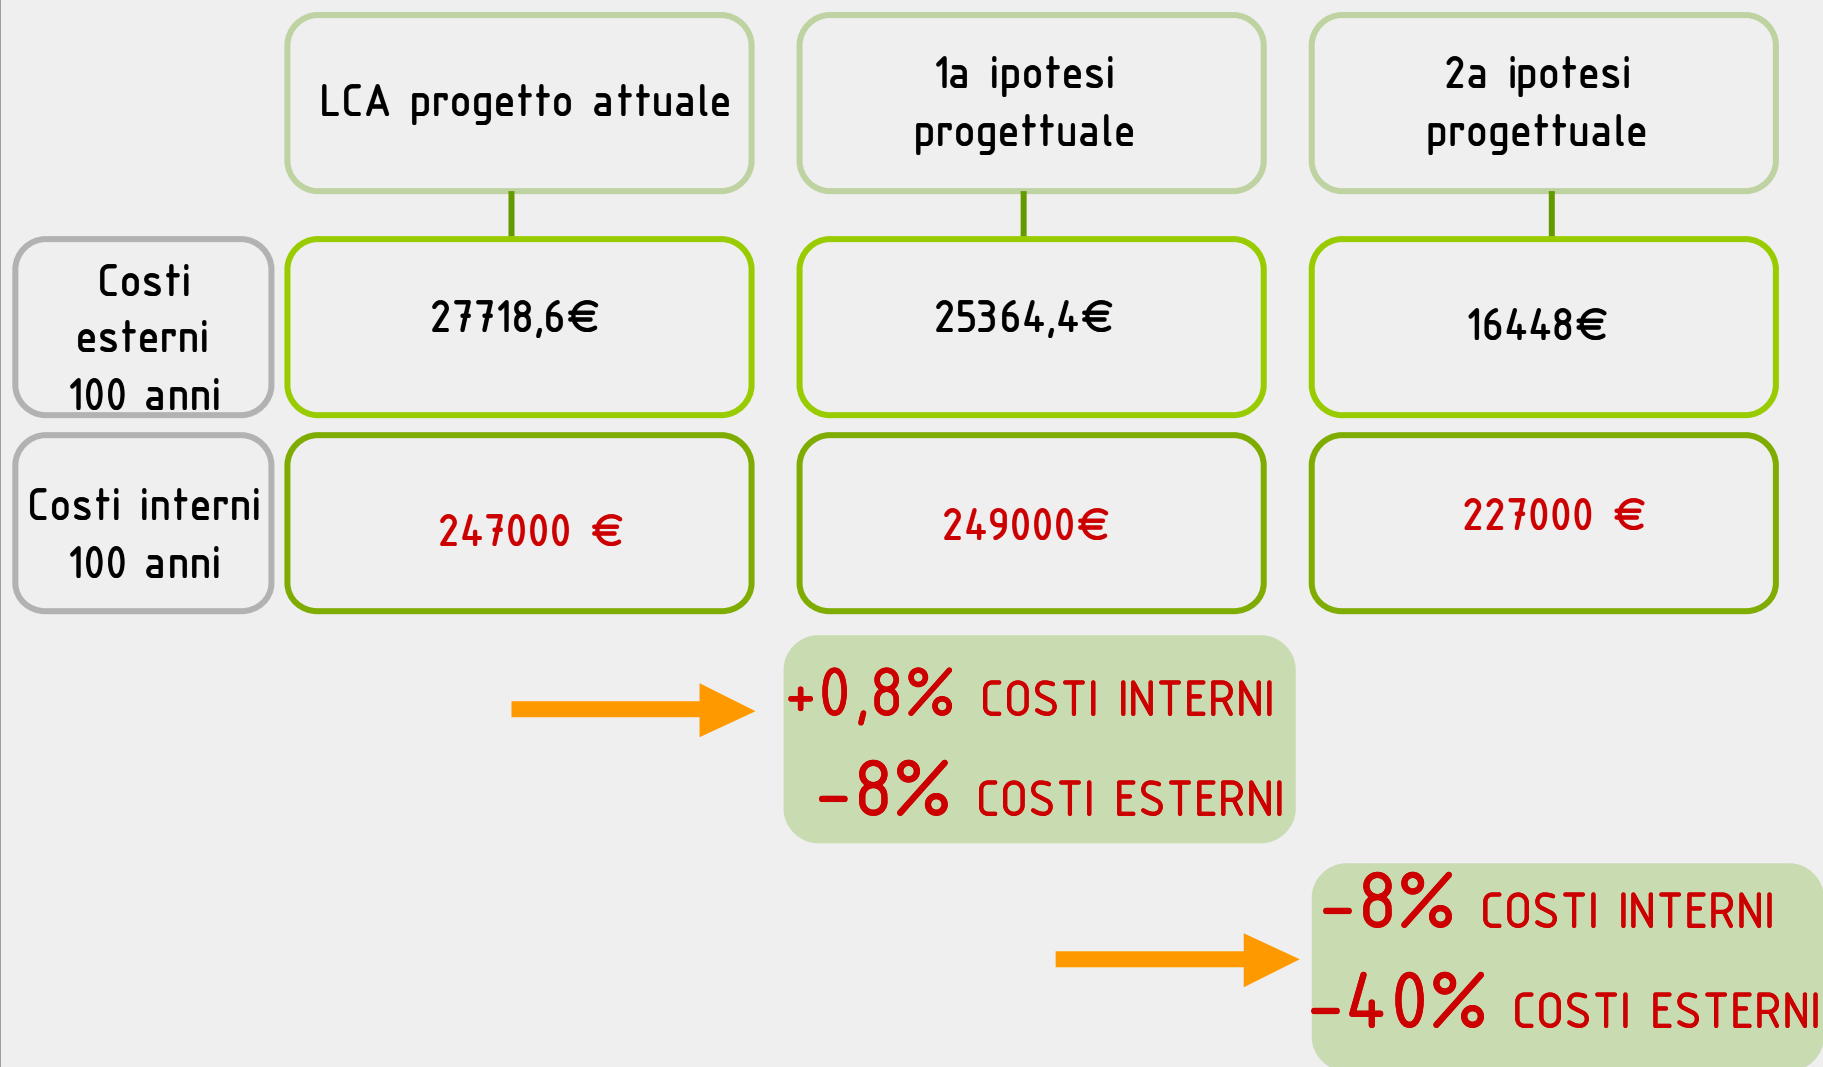 LCA progetto attuale
1a ipotesi
progettuale
2a ipotesi
progettuale
Costi
esterni
100 anni
27718,6€
25364,4€
16448€
Costi interni
100 anni
247000 €
249000€
227000 €
+0,8% COSTI INTERNI
-8% COSTI ESTERNI
-8% COSTI INTERNI
-40% COSTI ESTERNI